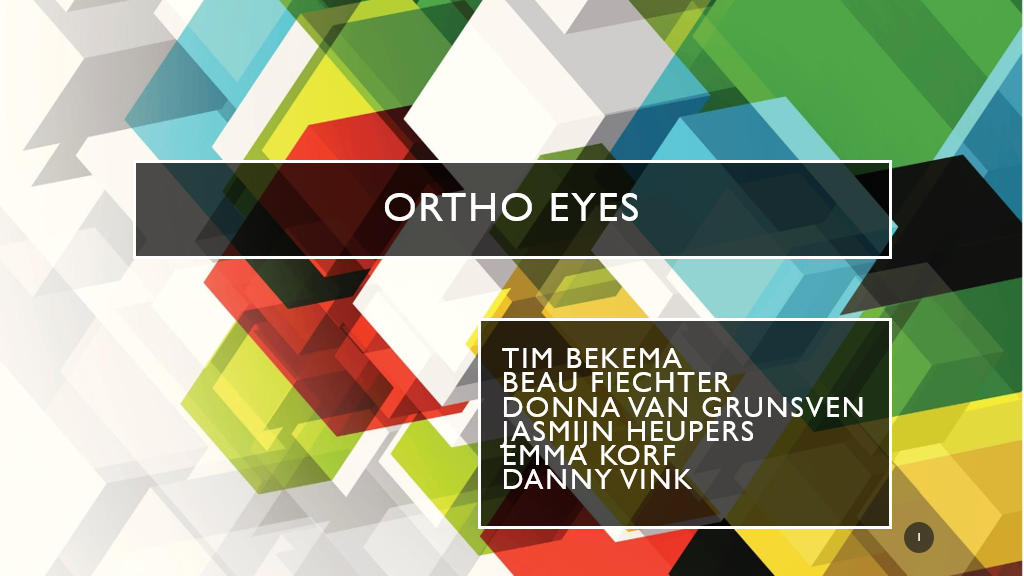 ORTHO EYES
TIM BEKEMA
BEAU FIECHTER
DONNA VAN GRUNSVEN
JASMIJN HEUPERS
EMMA KORF
DANNY VINK
1